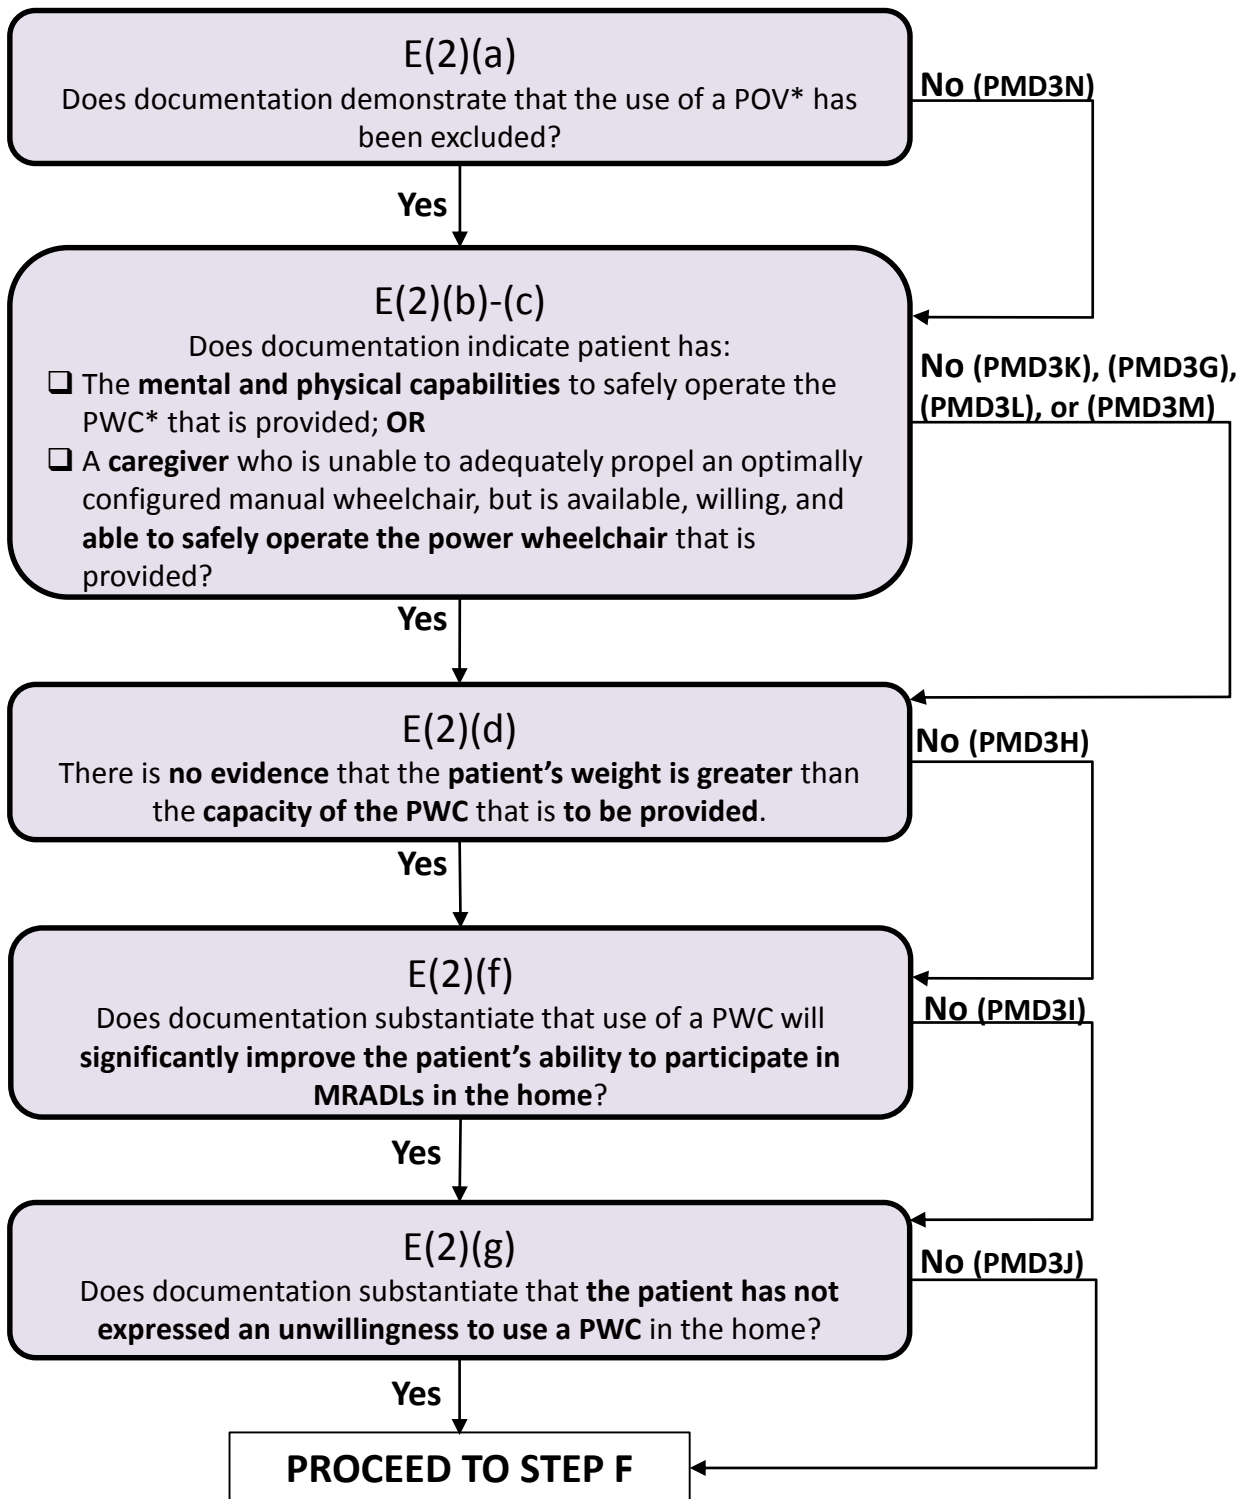 E(2)(a)
Does documentation demonstrate that the use of a POV* has
been excluded?
No (PMD3N)
Yes
E(2)(b)-(c)
Does documentation indicate patient has:
❑ The mental and physical capabilities to safely operate the
PWC* that is provided; OR
❑ A caregiver who is unable to adequately propel an optimally
configured manual wheelchair, but is available, willing, and
able to safely operate the power wheelchair that is
provided?
No (PMD3K), (PMD3G),
(PMD3L), or (PMD3M)
Yes
E(2)(d)
There is no evidence that the patient’s weight is greater than
the capacity of the PWC that is to be provided.
No (PMD3H)
Yes
E(2)(f)
Does documentation substantiate that use of a PWC will
significantly improve the patient’s ability to participate in
MRADLs in the home?
No (PMD3I)
Yes
E(2)(g)
Does documentation substantiate that the patient has not
expressed an unwillingness to use a PWC in the home?
No (PMD3J)
Yes
PROCEED TO STEP F